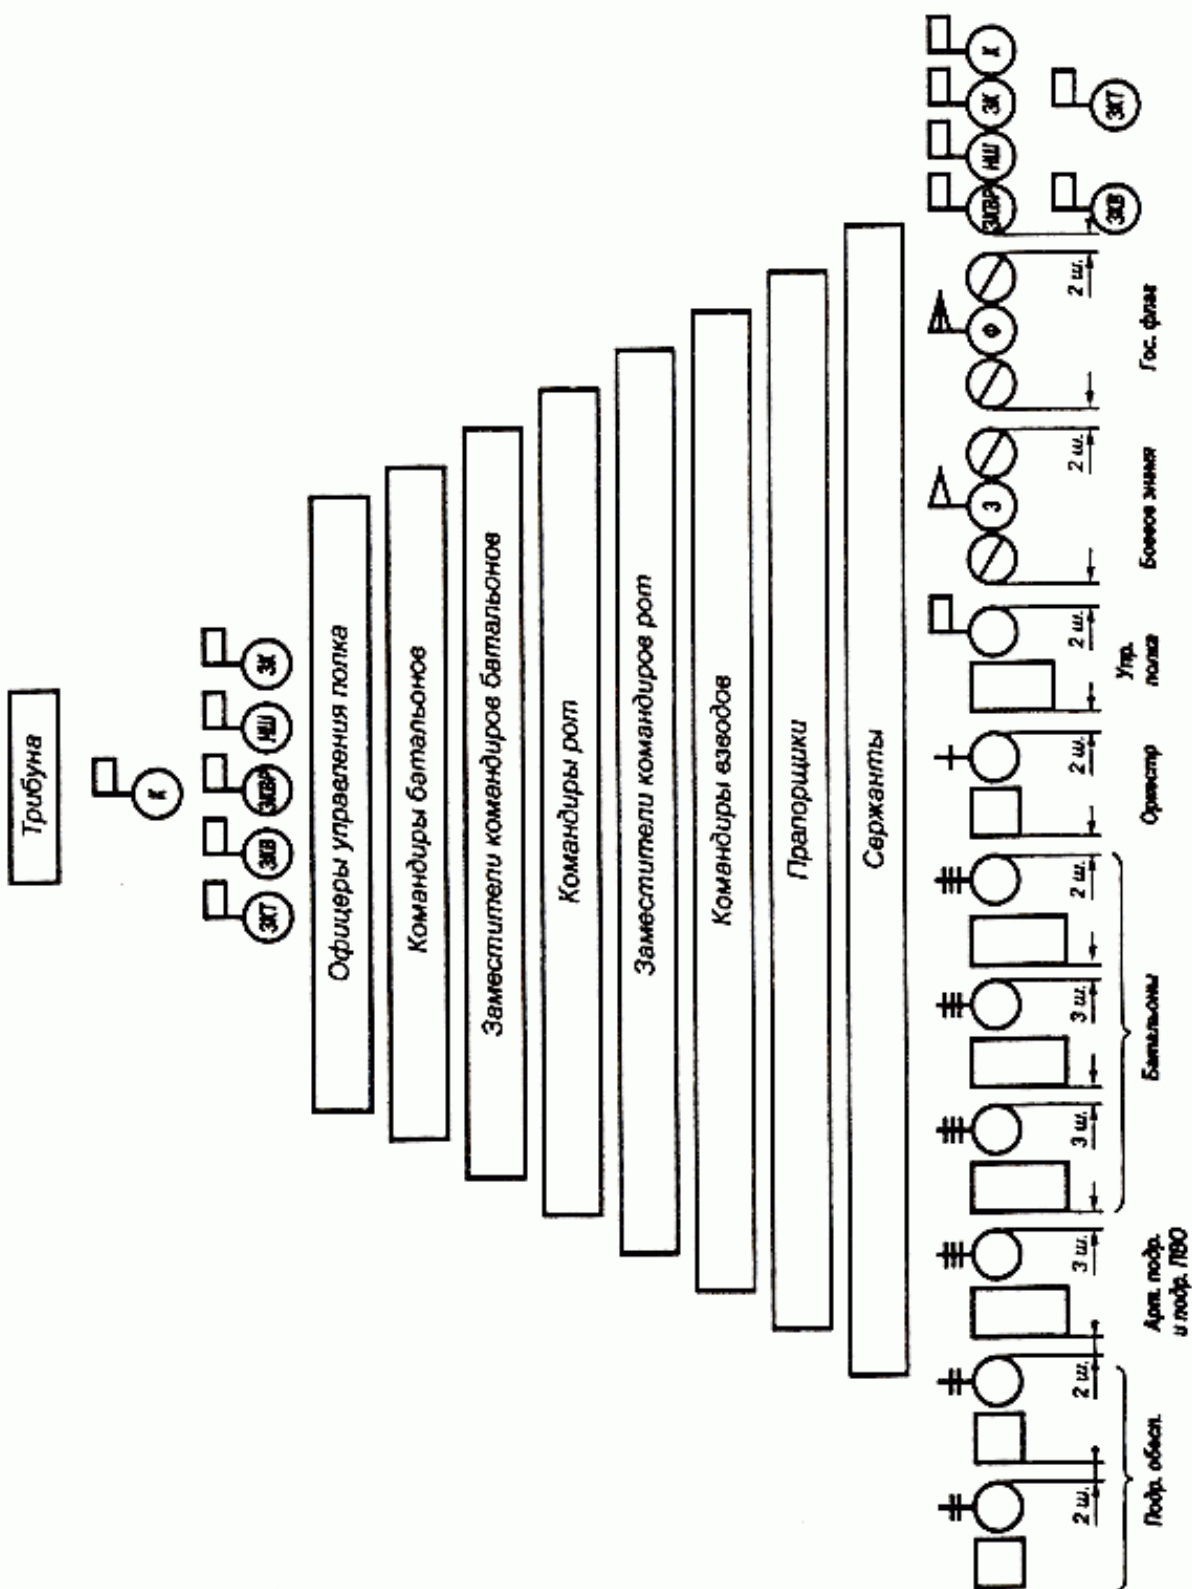 Трибуна
К
ЗКТ ЗКВ ЗКВР НШ ЗК
Офицеры управления полка
Командиры батальонов
Заместители командиров баталбонов
Командиры рот
Заместители командиров рот
Командиры взводов
Прапорщики
Сержанты
З Ф ЗКВР НШ ЗК К
ЗКВ ЗКТ
2 ш. 2 ш. 3 ш. 3 ш. 3 ш. 2 ш. 2 ш. 2 ш. 2 ш. 2 ш.
Подр. обесп.
Арт. подр.
и подр. ПВО
Батальоны
Оркестр
Упр.
полка
Боевое знамя
Гос. флаг